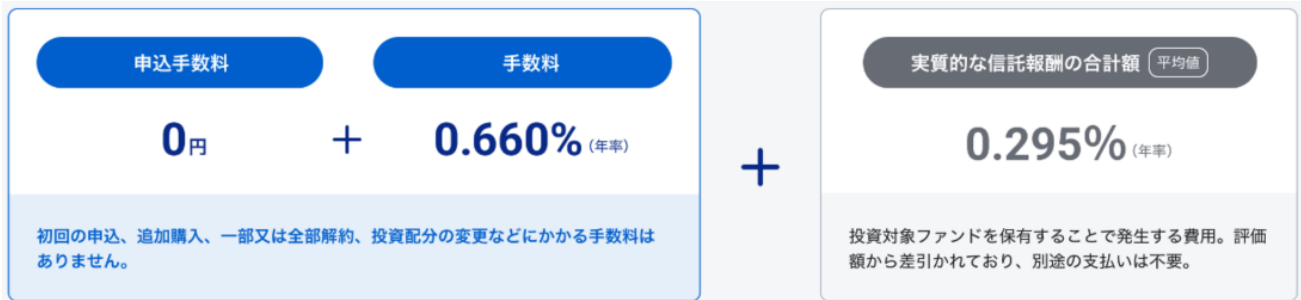 申込手数料
手数料
0円
+
0.660%(年率)
初回の申込、追加購入、一部又は全部解約、投資配分の変更などにかかる手数料は
ありません。
+
実質的な信託報酬の合計額 平均値
0.295%(年率)
投資対象ファンドを保有することで発生する費用。評価
額から差引かれており、別途の支払いは不要。